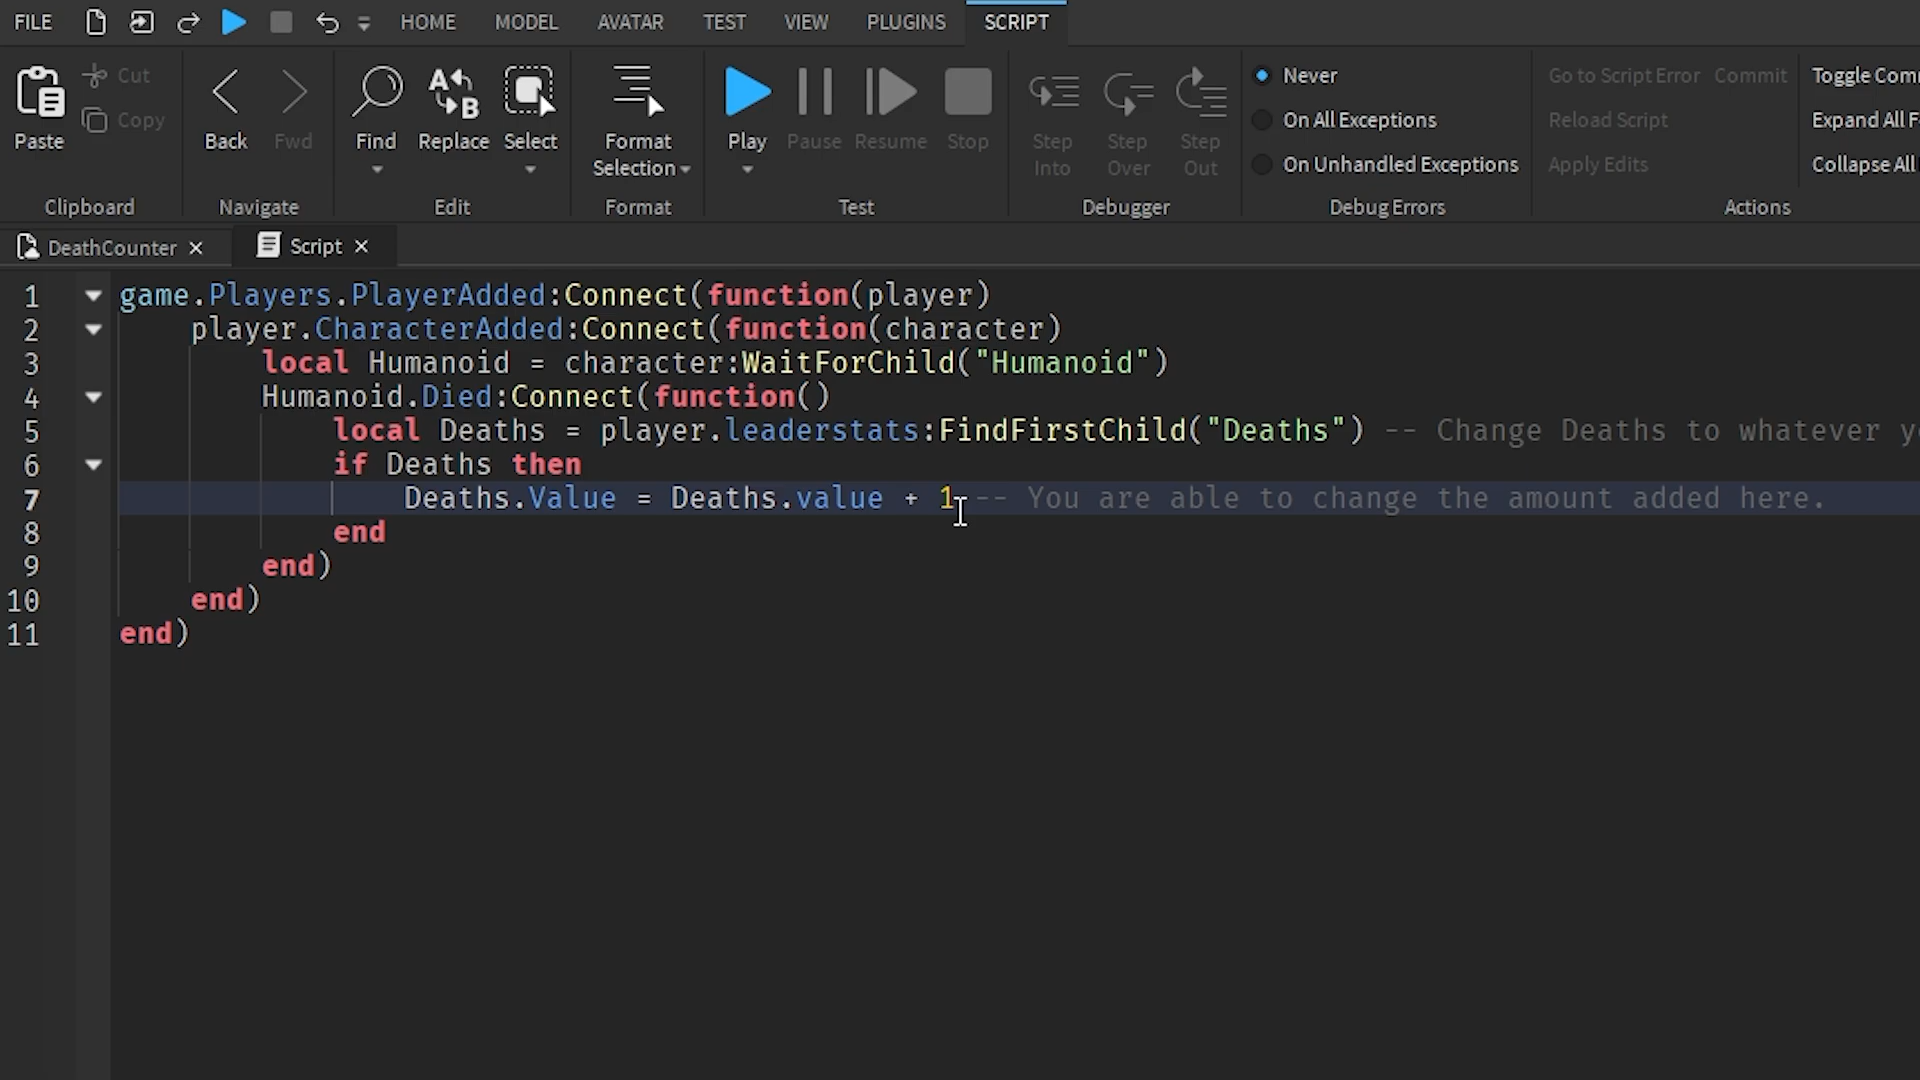 FILE HOME MODEL AVATAR TEST VIEW PLUGINS SCRIPT
Paste Cut Copy
Clipboard
Back Fwd
Navigate
Find Replace Select
Edit
Format Selection
Format
Play Pause Resume Stop
Test
Step Into Step Over Step Out
Debugger
Never
On All Exceptions
On Unhandled Exceptions
Debug Errors
Go to Script Error Commit
Reload Script
Apply Edits
Toggle
Expand All
Collapse All
Actions
DeathCounter Script
1 game.Players.PlayerAdded:Connect(function(player)
2 player.CharacterAdded:Connect(function(character)
3 local Humanoid = character:WaitForChild("Humanoid")
4 Humanoid.Died:Connect(function()
5 local Deaths = player.leaderstats:FindFirstChild("Deaths") -- Change Deaths to whatever
6 if Deaths then
7 Deaths.Value = Deaths.value + 1 -- You are able to change the amount added here.
8 end
9 end)
10 end)
11 end)